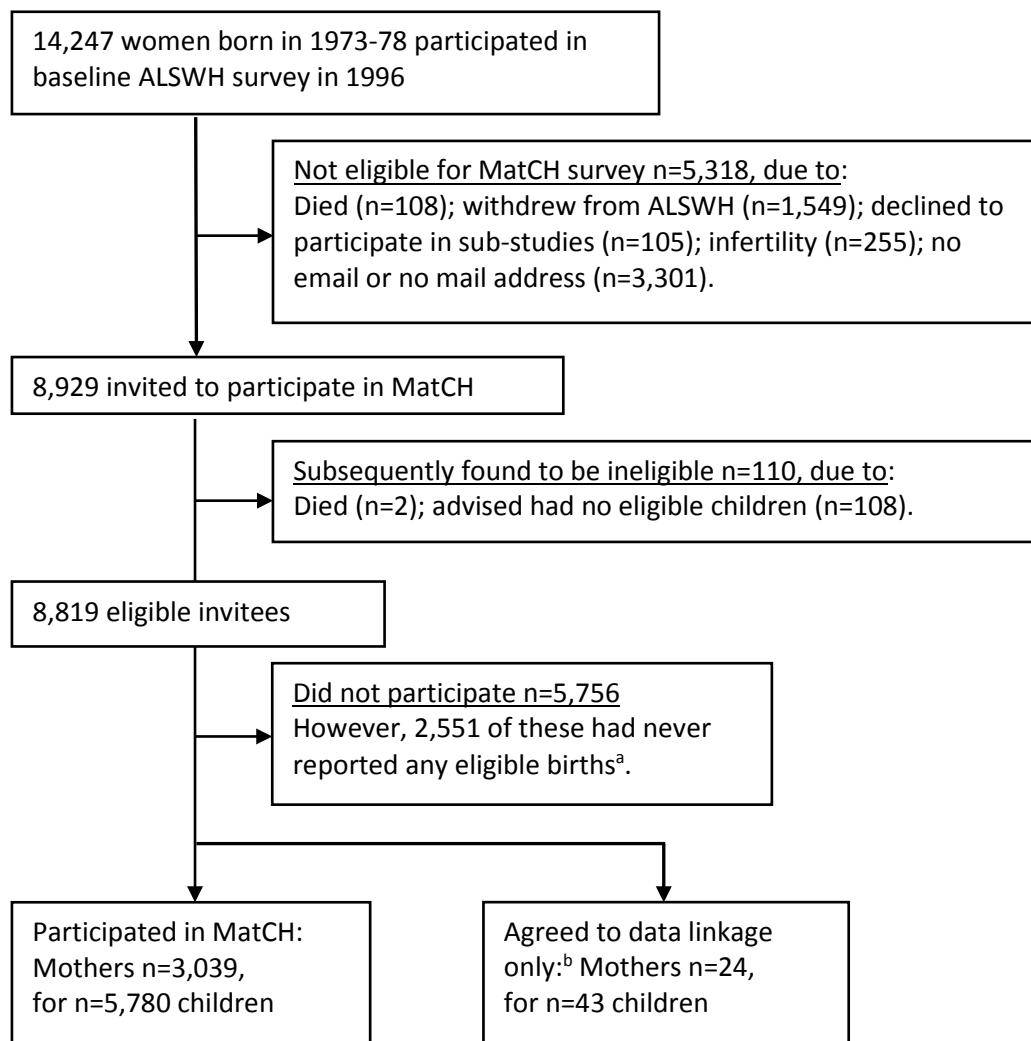 14,247 women born in 1973-78 participated in
baseline ALSWH survey in 1996
Not eligible for MatCH survey n=5,318, due to:
Died (n=108); withdrew from ALSWH (n=1,549); declined to
participate in sub-studies (n=105); infertility (n=255); no
email or no mail address (n=3,301).
8,929 invited to participate in MatCH
Subsequently found to be ineligible n=110, due to:
Died (n=2); advised had no eligible children (n=108).
8,819 eligible invitees
Did not participate n=5,756
However, 2,551 of these had never
reported any eligible birthsᵃ.
Participated in MatCH:
Mothers n=3,039,
for n=5,780 children
Agreed to data linkage
only:ᵇ Mothers n=24,
for n=43 children